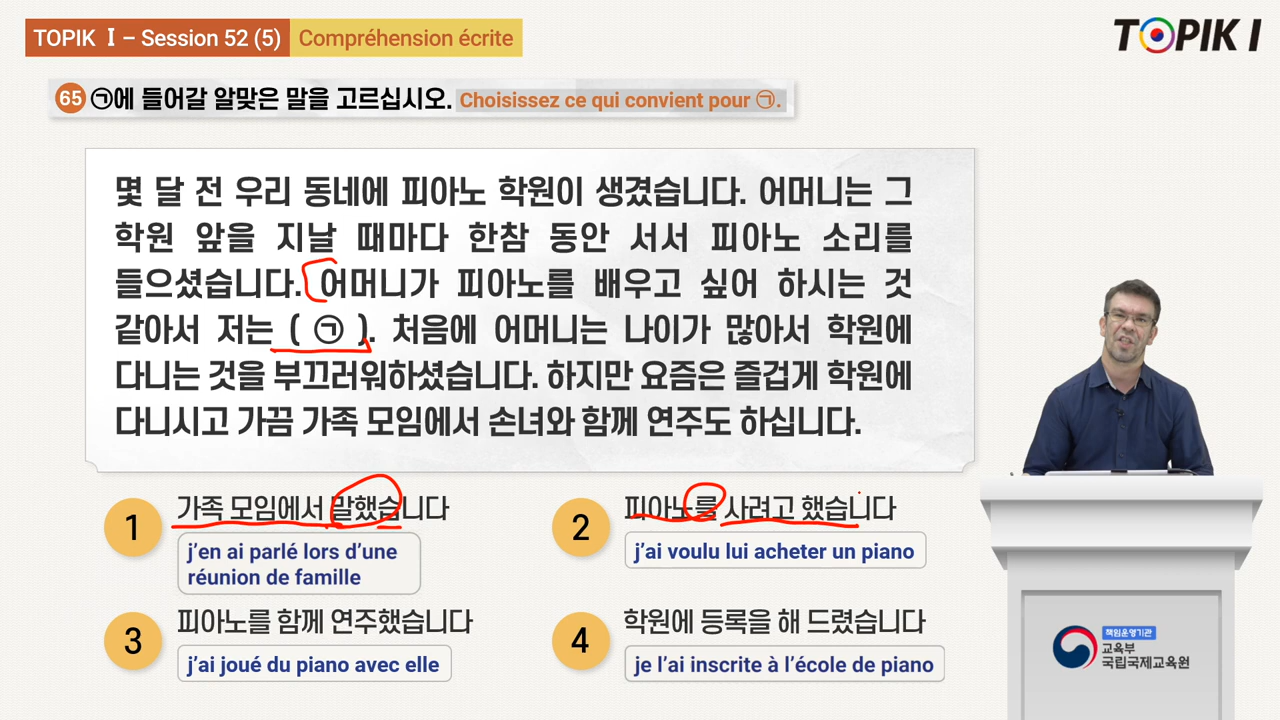 TOPIK Ⅰ – Session 52 (5) Compréhension écrite
TOPIK I
65 ㉠에 들어갈 알맞은 말을 고르십시오. Choisissez ce qui convient pour ㉠.
몇 달 전 우리 동네에 피아노 학원이 생겼습니다. 어머니는 그
학원 앞을 지날 때마다 한참 동안 서서 피아노 소리를
들으셨습니다. 어머니가 피아노를 배우고 싶어 하시는 것
같아서 저는 ( ㉠ ). 처음에 어머니는 나이가 많아서 학원에
다니는 것을 부끄러워하셨습니다. 하지만 요즘은 즐겁게 학원에
다니시고 가끔 가족 모임에서 손녀와 함께 연주도 하십니다.
1 가족 모임에서 말했습니다
j'en ai parlé lors d'une
réunion de famille
2 피아노를 사려고 했습니다
j'ai voulu lui acheter un piano
3 피아노를 함께 연주했습니다
j'ai joué du piano avec elle
4 학원에 등록을 해 드렸습니다
je l'ai inscrite à l'école de piano
책임운영기관
교육부
국립국제교육원